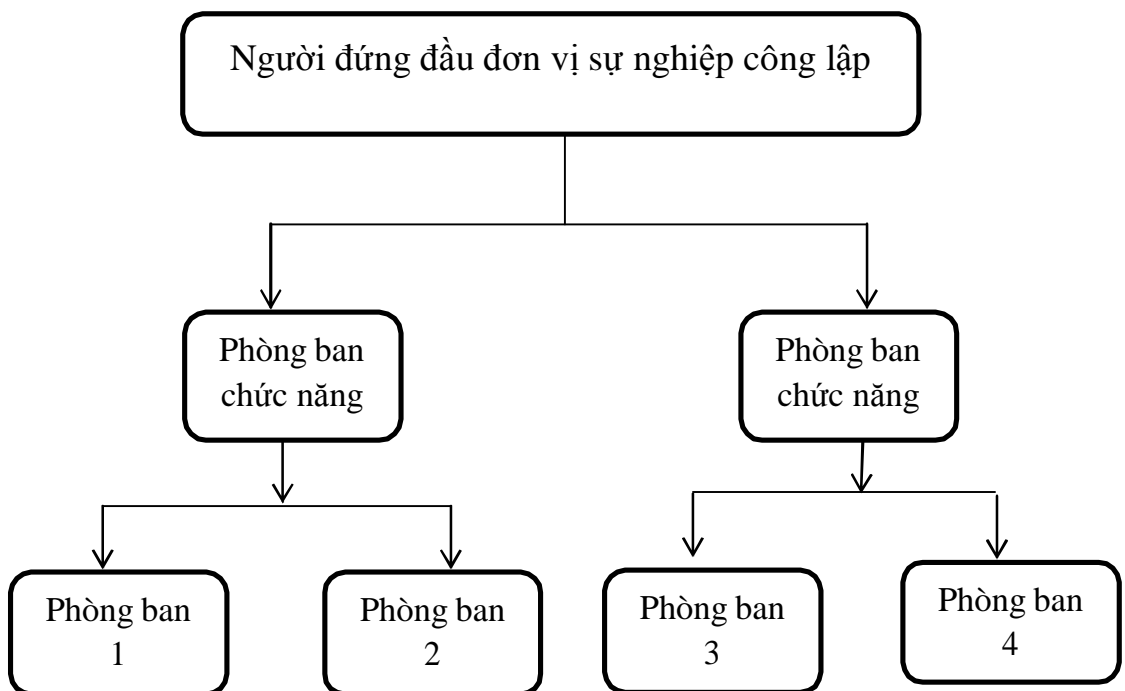 Người đứng đầu đơn vị sự nghiệp công lập
Phòng ban
chức năng
Phòng ban
chức năng
Phòng ban
1
Phòng ban
2
Phòng ban
3
Phòng ban
4